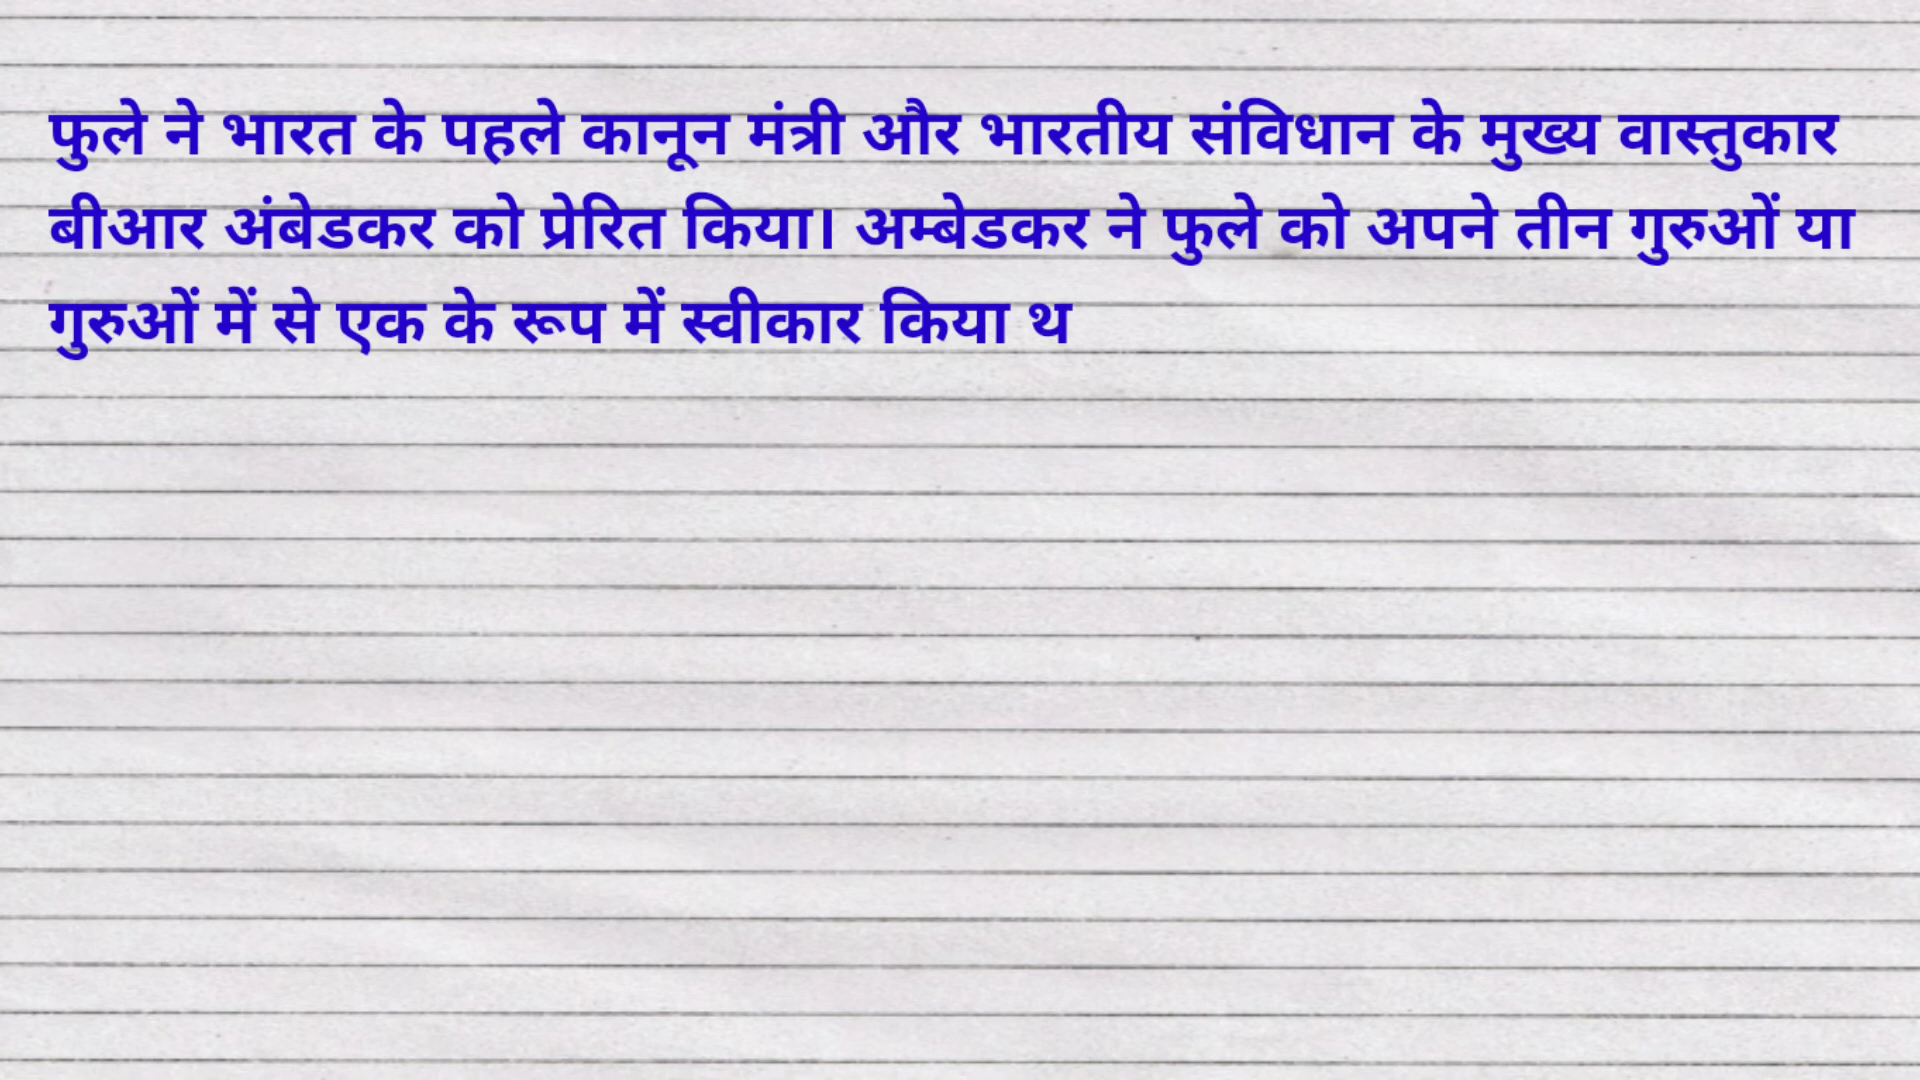 फुले ने भारत के पहले कानून मंत्री और भारतीय संविधान के मुख्य वास्तुकार
बीआर अंबेडकर को प्रेरित किया। अम्बेडकर ने फुले को अपने तीन गुरुओं या
गुरुओं में से एक के रूप में स्वीकार किया थ